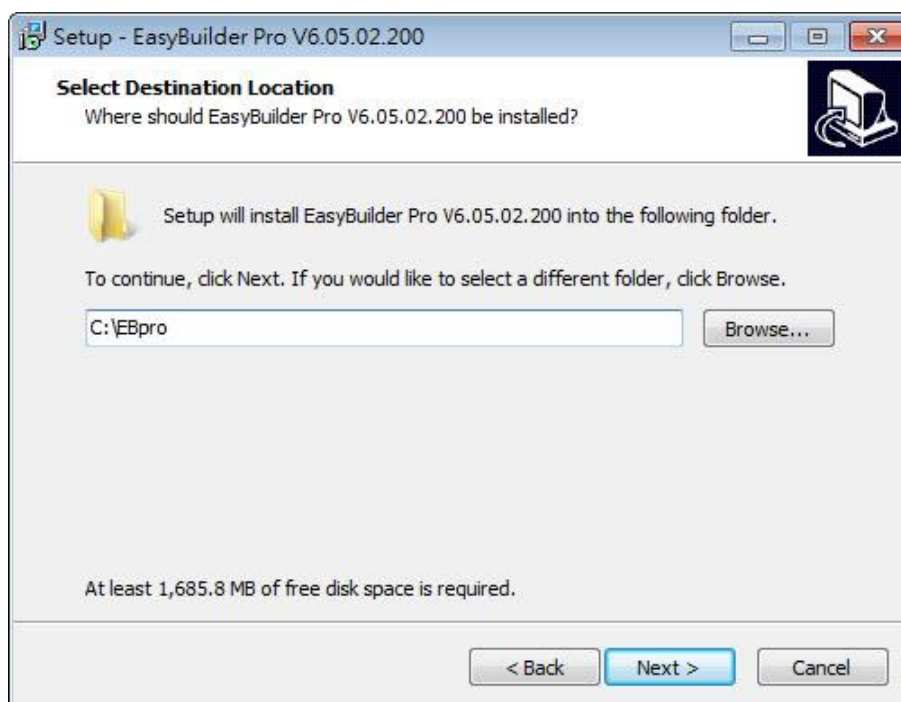 Setup - EasyBuilder Pro V6.05.02.200
Select Destination Location
Where should EasyBuilder Pro V6.05.02.200 be installed?
Setup will install EasyBuilder Pro V6.05.02.200 into the following folder.
To continue, click Next. If you would like to select a different folder, click Browse.
C:\EBpro
Browse...
At least 1,685.8 MB of free disk space is required.
< Back
Next >
Cancel